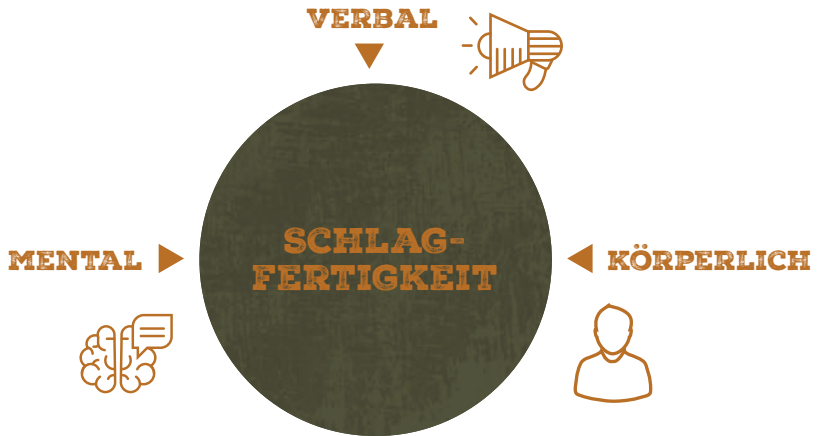 VERBAL
SCHLAG-
FERTIGKEIT
MENTAL
KÖRPERLICH